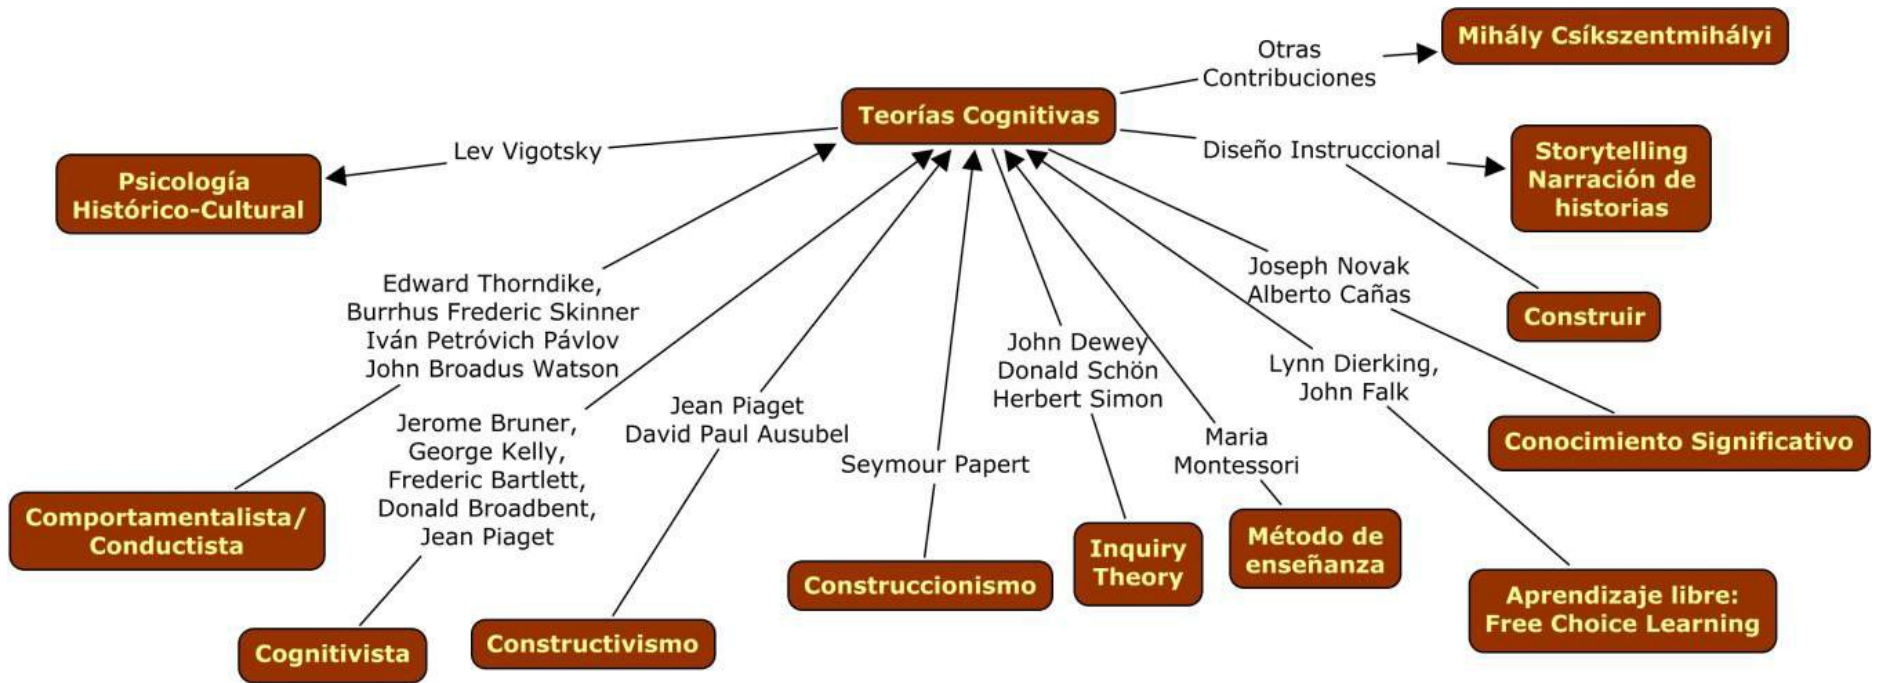 Mihály Csíkszentmihályi
Otras
Contribuciones
Teorías Cognitivas
Lev Vigotsky
Diseño Instruccional
Storytelling
Narración de
historias
Psicología
Histórico-Cultural
Edward Thorndike,
Burrhus Frederic Skinner
Iván Petróvich Pávlov
John Broadus Watson
Joseph Novak
Alberto Cañas
Construir
John Dewey
Donald Schön
Herbert Simon
Lynn Dierking,
John Falk
Jerome Bruner,
George Kelly,
Frederic Bartlett,
Donald Broadbent,
Jean Piaget
Jean Piaget
David Paul Ausubel
Seymour Papert
Maria
Montessori
Conocimiento Significativo
Comportamentalista/
Conductista
Inquiry
Theory
Método de
enseñanza
Construccionismo
Aprendizaje libre:
Free Choice Learning
Constructivismo
Cognitivista